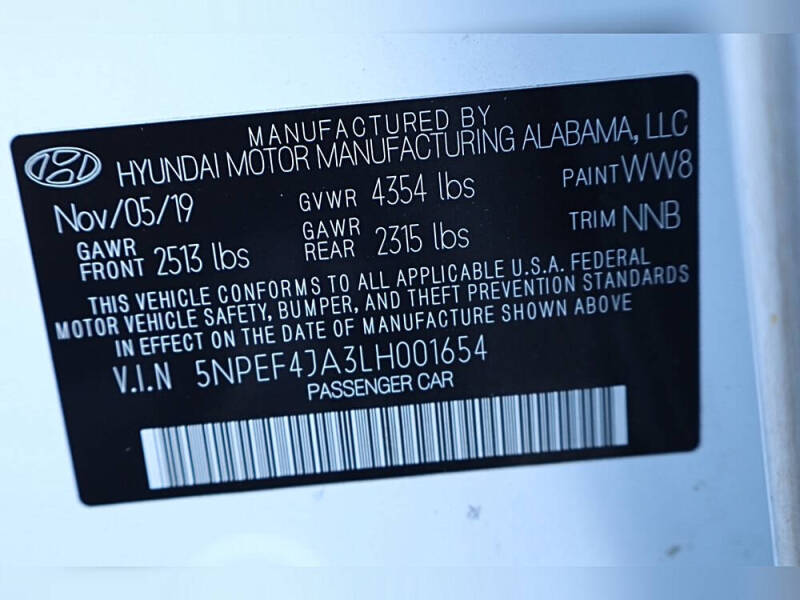 MANUFACTURED BY
HYUNDAI MOTOR MANUFACTURING ALABAMA, LLC
Nov/05/19 GVWR 4354 lbs PAINT WW8
GAWR FRONT 2513 lbs GAWR REAR 2315 lbs TRIM NNB
THIS VEHICLE CONFORMS TO ALL APPLICABLE U.S.A. FEDERAL
MOTOR VEHICLE SAFETY, BUMPER, AND THEFT PREVENTION STANDARDS
IN EFFECT ON THE DATE OF MANUFACTURE SHOWN ABOVE
V.I.N 5NPEF4JA3LH001654
PASSENGER CAR